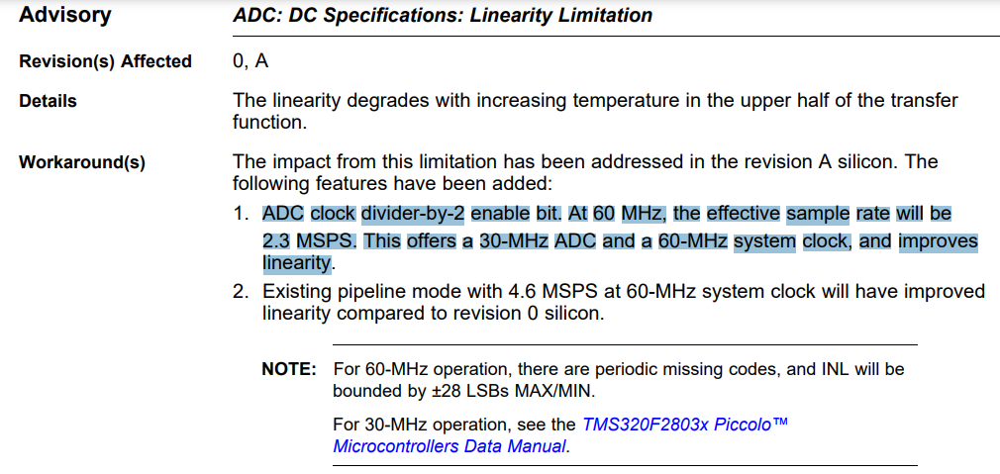 Advisory ADC: DC Specifications: Linearity Limitation
Revision(s) Affected 0, A
Details The linearity degrades with increasing temperature in the upper half of the transfer
function.
Workaround(s) The impact from this limitation has been addressed in the revision A silicon. The
following features have been added:
1. ADC clock divider-by-2 enable bit. At 60 MHz, the effective sample rate will be
2.3 MSPS. This offers a 30-MHz ADC and a 60-MHz system clock, and improves
linearity.
2. Existing pipeline mode with 4.6 MSPS at 60-MHz system clock will have improved
linearity compared to revision 0 silicon.
NOTE: For 60-MHz operation, there are periodic missing codes, and INL will be
bounded by ±28 LSBs MAX/MIN.
For 30-MHz operation, see the TMS320F2803x Piccolo™
Microcontrollers Data Manual.